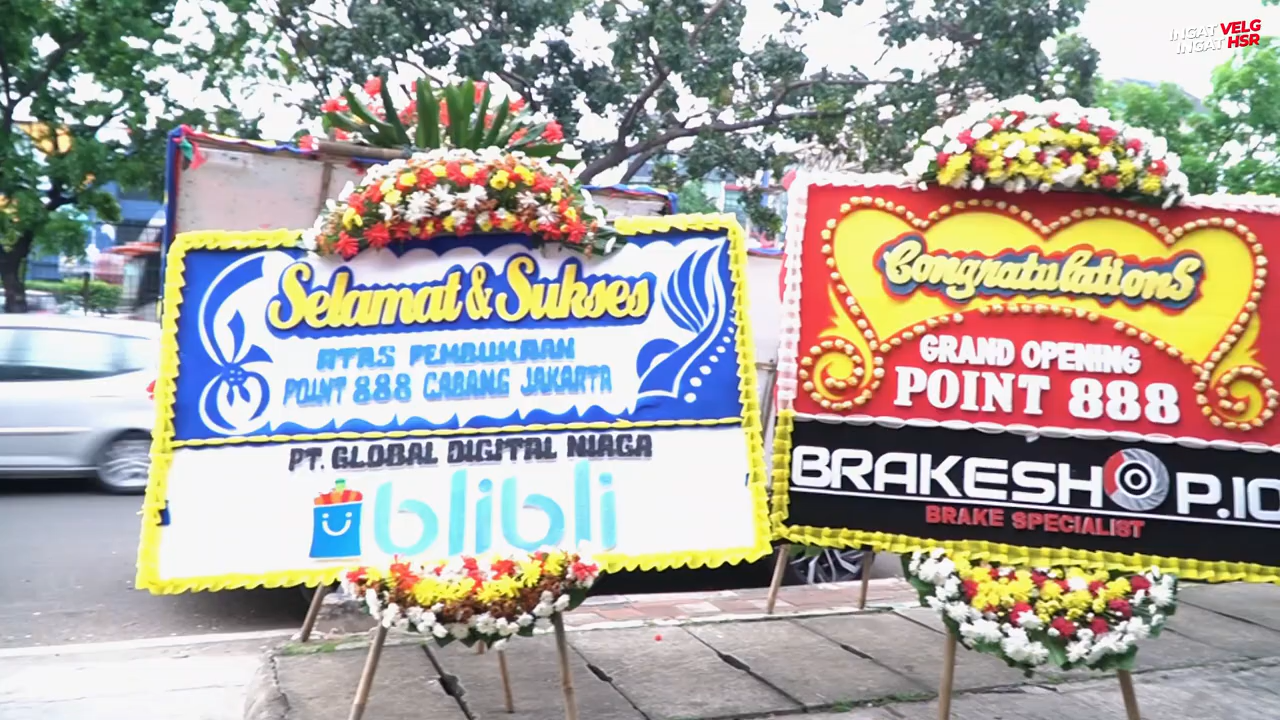 INGAT VELG
INGAT HSR
Selamat & Sukses
ATAS PEMBUKAAN
POINT 888 CABANG JAKARTA
PT. GLOBAL DIGITAL NIAGA
blibli
Congratulations
GRAND OPENING
POINT 888
BRAKESHOP.IO
BRAKE SPECIALIST